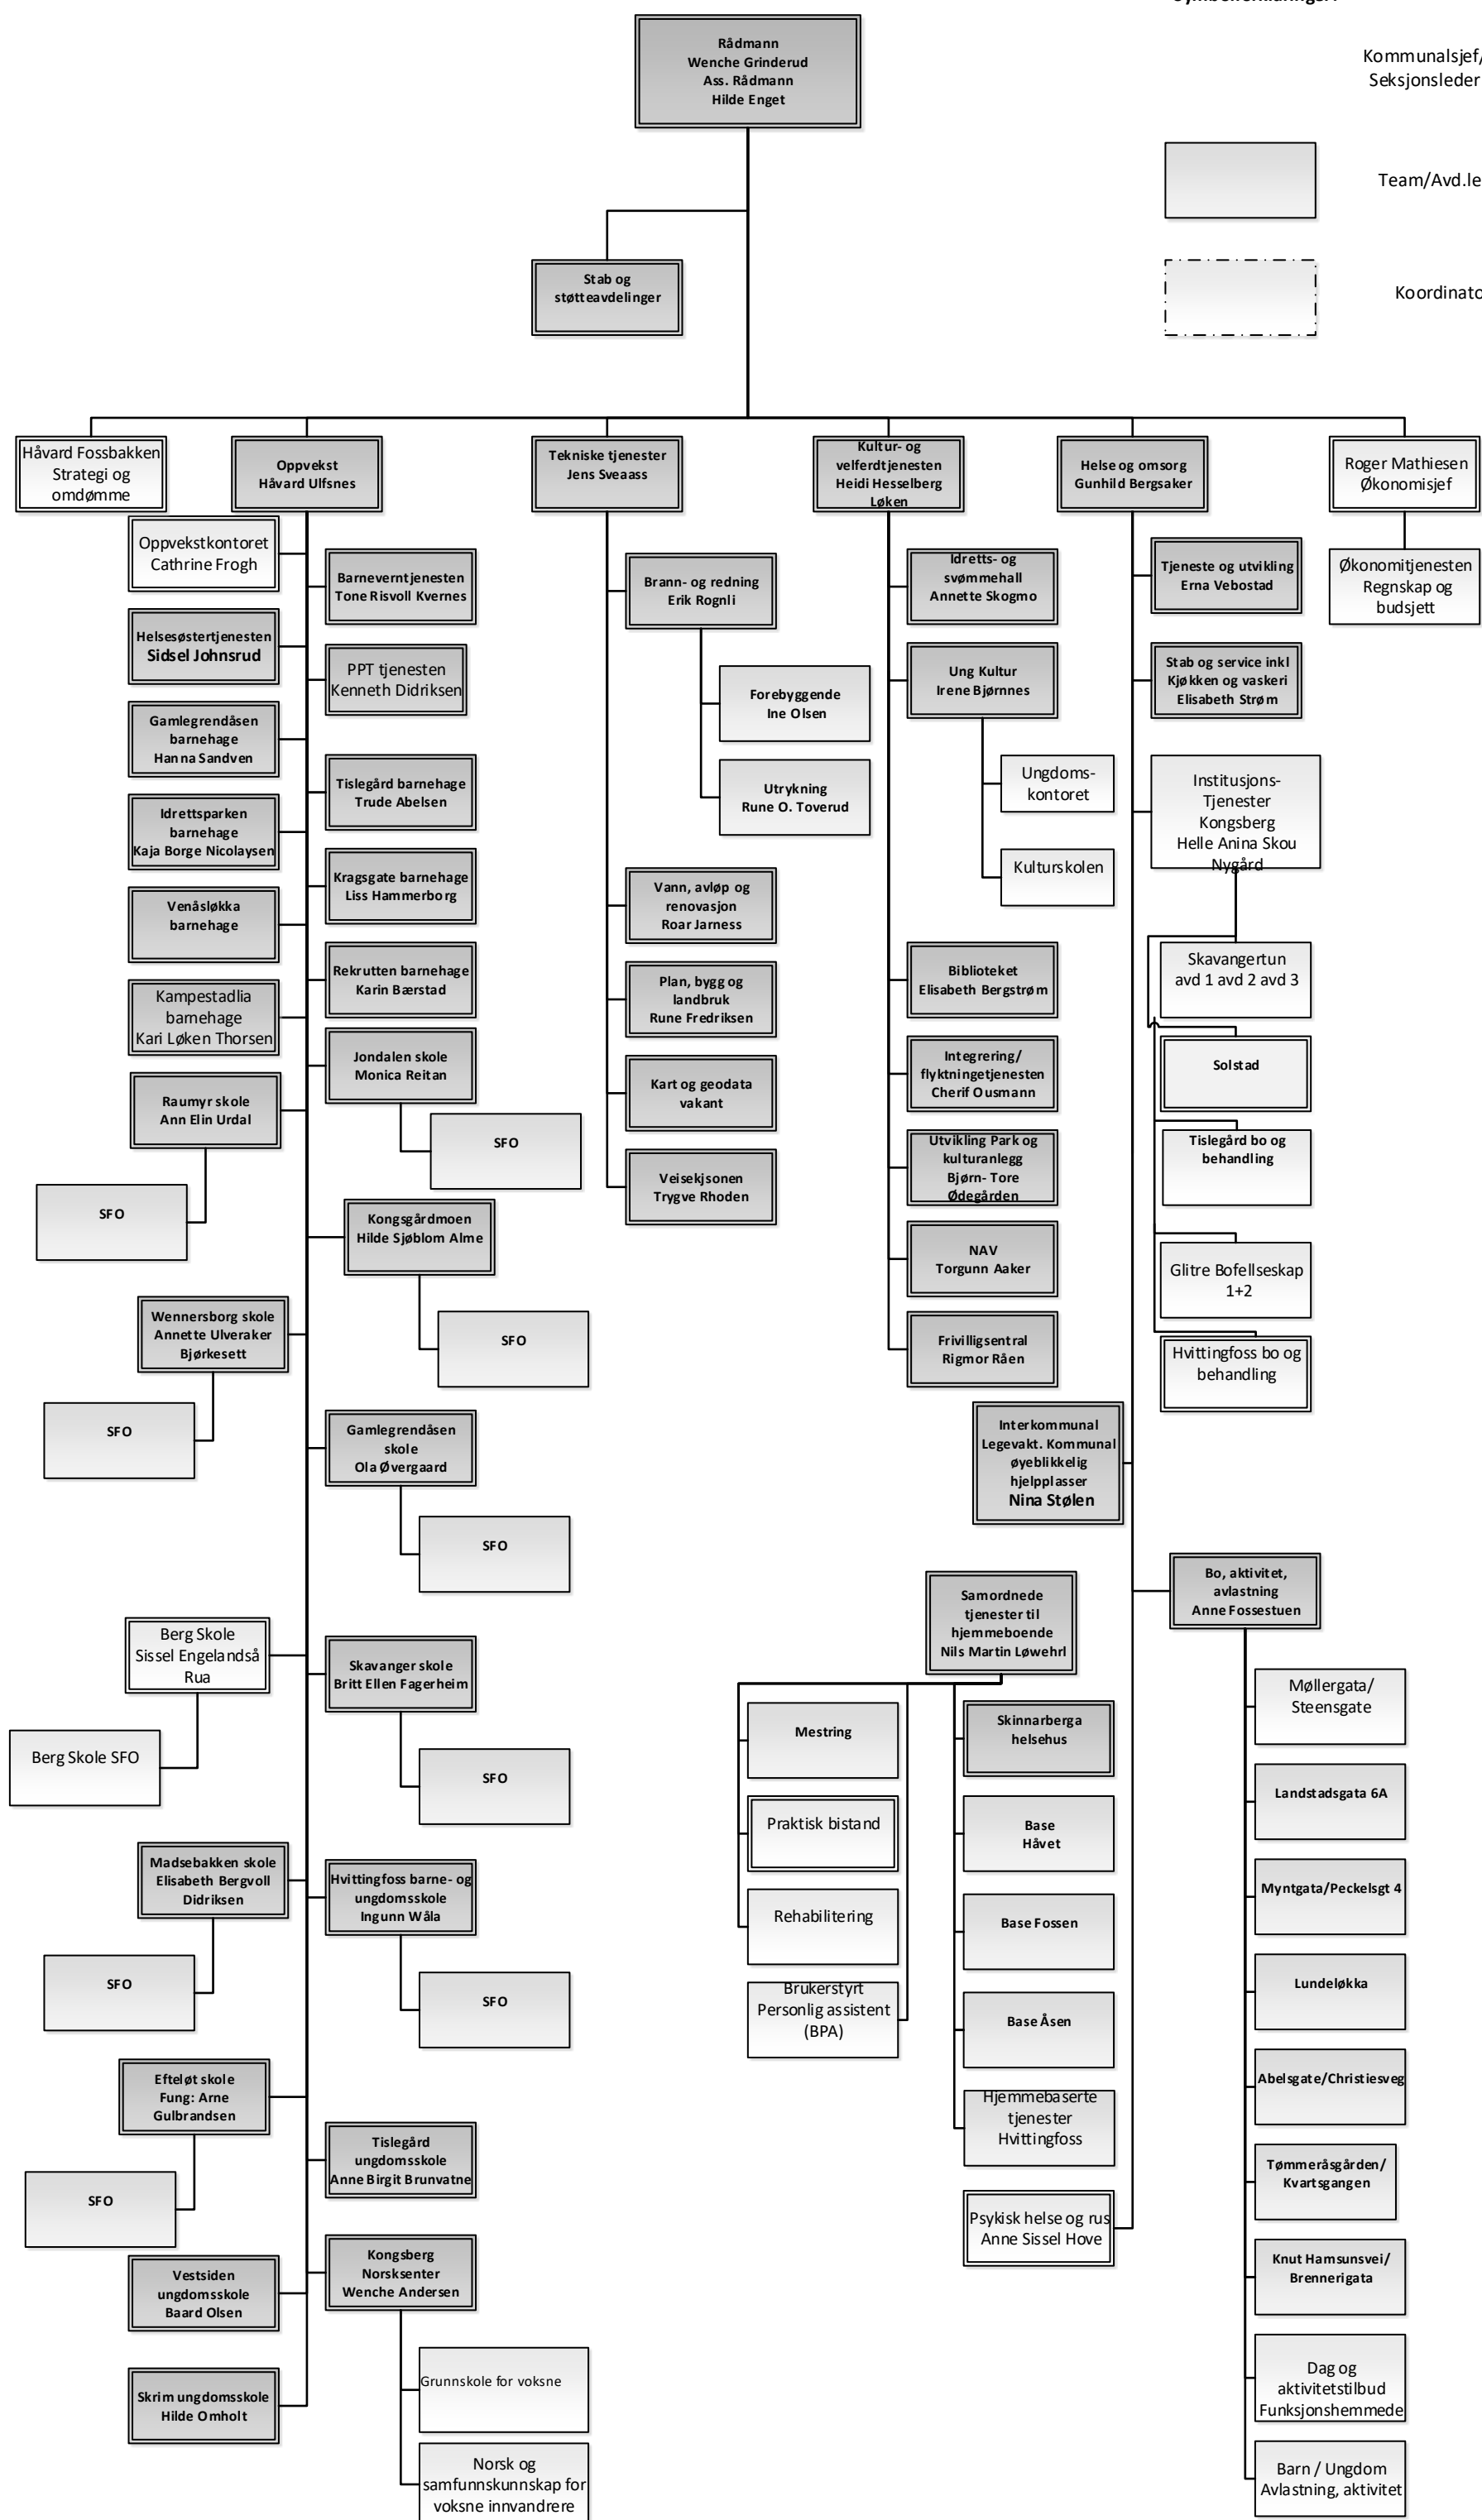 Rådmann
Wenche Grinderud
Ass. Rådmann
Hilde Enget
Kommunalsjef/
Seksjonsleder
Team/Avd.le
Koordinato
Stab og
støtteavdelinger
Håvard Fossbakken
Strategi og
omdømme
Oppvekst
Håvard Ulfsnes
Tekniske tjenester
Jens Sveaass
Kultur- og
velferdtjenesten
Heidi Hesselberg
Løken
Helse og omsorg
Gunhild Bergsaker
Roger Mathiesen
Økonomisjef
Økonomitjenesten
Regnskap og
budsjett
Oppvekstkontoret
Cathrine Frogh
Barneverntjenesten
Tone Risvoll Kvernes
Helsesøstertjenesten
Sidsel Johnsrud
PPT tjenesten
Kenneth Didriksen
Gamlegrendåsen
barnehage
Hanna Sandven
Tislegård barnehage
Trude Abelsen
Idrettsparken
barnehage
Kaja Borge Nicolaysen
Kragsgate barnehage
Liss Hammerborg
Venåsløkka
barnehage
Rekrutten barnehage
Karin Bærstad
Kampestadlia
barnehage
Kari Løken Thorsen
Jondalen skole
Monica Reitan
SFO
Raumyr skole
Ann Elin Urdal
SFO
Kongsgårdmoen
Hilde Sjøblom Alme
SFO
Wennersborg skole
Annette Ulveraker
Bjørkesett
SFO
Gamlegrendåsen
skole
Ola Øvergaard
SFO
Berg Skole
Sissel Engelandså
Rua
Berg Skole SFO
Skavanger skole
Britt Ellen Fagerheim
SFO
Madsebakken skole
Elisabeth Bergvoll
Didriksen
SFO
Hvittingfoss barne- og
ungdomsskole
Ingunn Wåla
SFO
Efteløt skole
Fung: Arne
Gulbrandsen
SFO
Tislegård
ungdomsskole
Anne Birgit Brunvatne
Vestsiden
ungdomsskole
Baard Olsen
Kongsberg
Norsksenter
Wenche Andersen
Grunnskole for voksne
Norsk og
samfunnskunnskap for
voksne innvandrere
Skrim ungdomsskole
Hilde Omholt
Brann- og redning
Erik Rognli
Forebyggende
Ine Olsen
Utrykning
Rune O. Toverud
Vann, avløp og
renovasjon
Roar Jarness
Plan, bygg og
landbruk
Rune Fredriksen
Kart og geodata
vakant
Veisekjsonen
Trygve Rhoden
Idretts- og
svømmehall
Annette Skogmo
Ung Kultur
Irene Bjørnnes
Ungdoms-
kontoret
Kulturskolen
Biblioteket
Elisabeth Bergstrøm
Integrering/
flyktningetjenesten
Cherif Ousmann
Utvikling Park og
kulturanlegg
Bjørn- Tore
Ødegården
NAV
Torgunn Aaker
Frivilligsentral
Rigmor Råen
Tjeneste og utvikling
Erna Vebostad
Stab og service inkl
Kjøkken og vaskeri
Elisabeth Strøm
Institusjons-
Tjenester
Kongsberg
Helle Anina Skou
Nygård
Skavangertun
avd 1 avd 2 avd 3
Solstad
Tislegård bo og
behandling
Glitre Bofellseskap
1+2
Hvittingfoss bo og
behandling
Interkommunal
Legevakt. Kommunal
øyeblikkelig
hjelpplasser
Nina Stølen
Samordnede
tjenester til
hjemmeboende
Nils Martin Løwehrl
Mestring
Praktisk bistand
Rehabilitering
Brukerstyrt
Personlig assistent
(BPA)
Skinnarberga
helsehus
Base
Håvet
Base Fossen
Base Åsen
Hjemmebaserte
tjenester
Hvittingfoss
Psykisk helse og rus
Anne Sissel Hove
Bo, aktivitet,
avlastning
Anne Fossestuen
Møllergata/
Steensgate
Landstadsgata 6A
Myntgata/Peckelsgt 4
Lundeløkka
Abelsgate/Christiesveg
Tømmeråsgården/
Kvartsgangen
Knut Hamsunsvei/
Brennerigata
Dag og
aktivitetstilbud
Funksjonshemmede
Barn / Ungdom
Avlastning, aktivitet